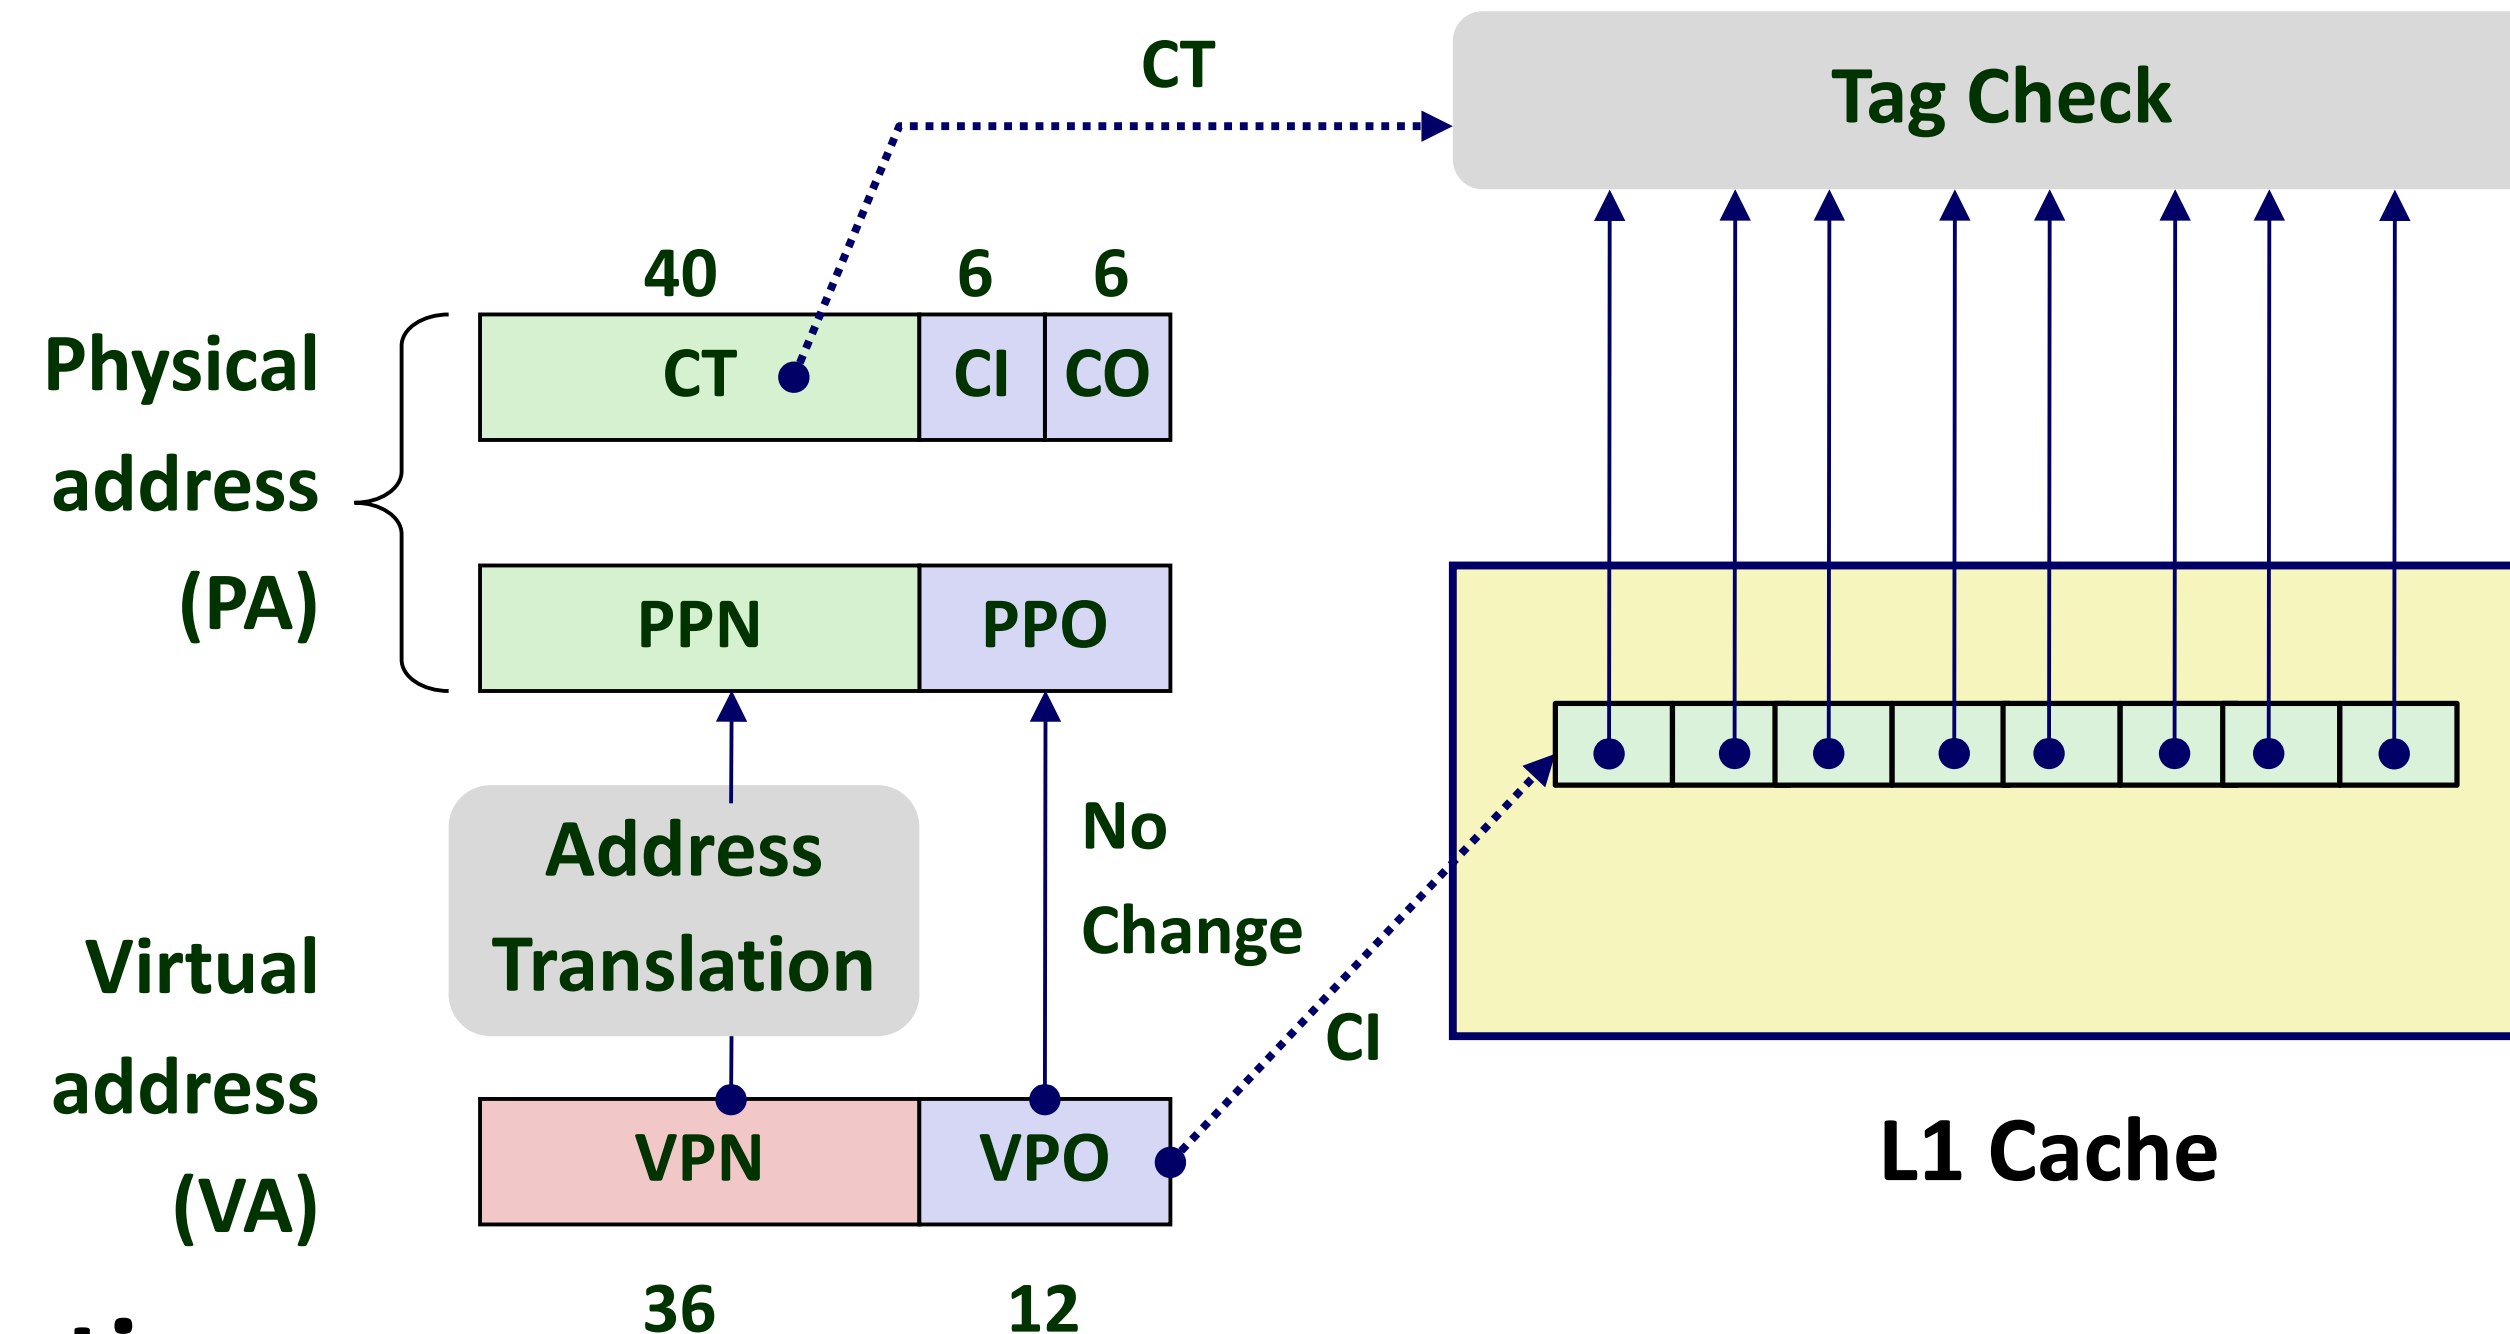 CT
Tag Check
40 6 6
CT CI CO
Physical
address
(PA)
PPN PPO
Address
Translation
No
Change
CI
Virtual
address
(VA)
VPN VPO
L1 Cache
36 12